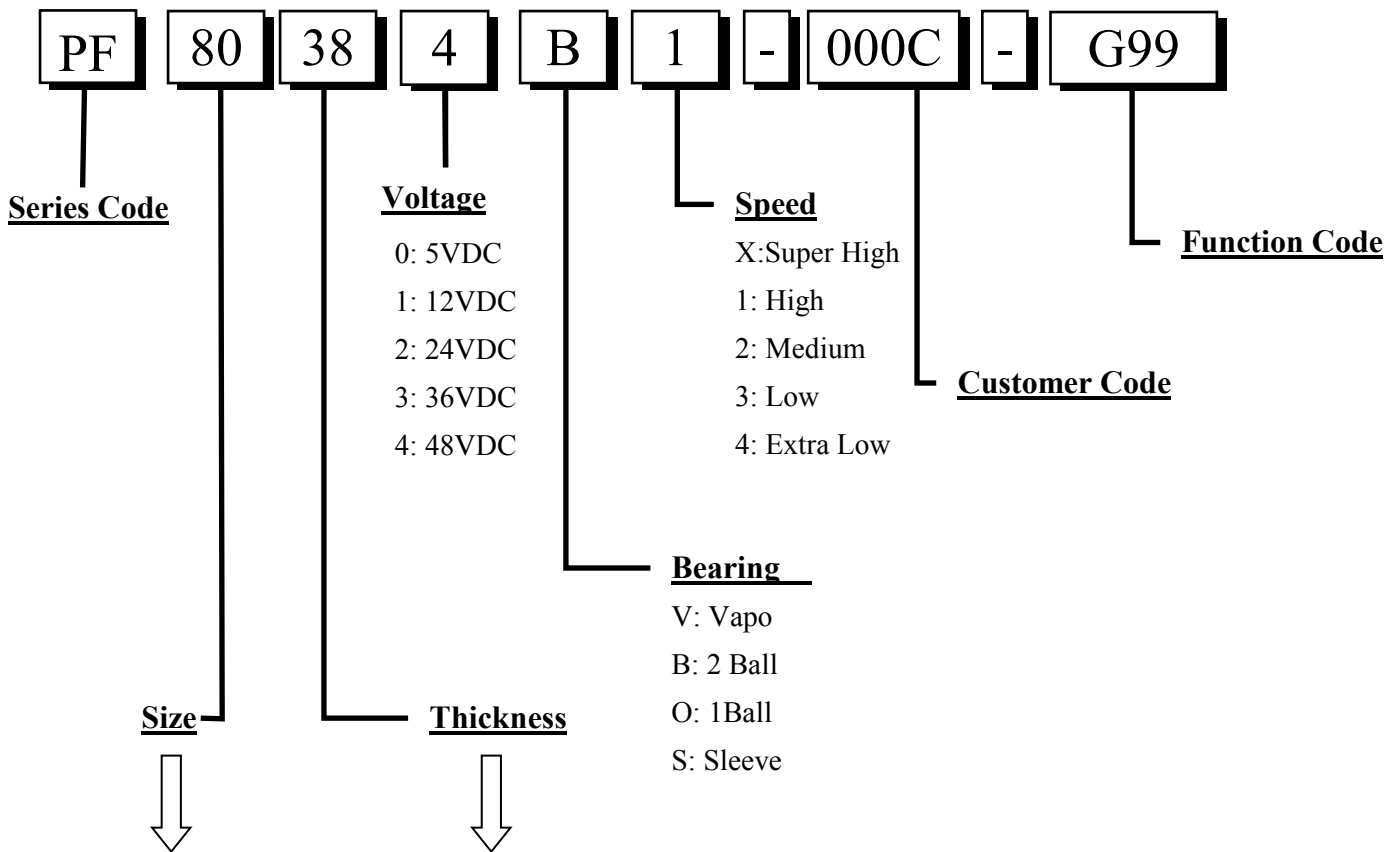 PF 80 38 4 B 1 - 000C - G99
Series Code
Voltage
0: 5VDC
1: 12VDC
2: 24VDC
3: 36VDC
4: 48VDC
Speed
X:Super High
1: High
2: Medium
3: Low
4: Extra Low
Function Code
Customer Code
Bearing
V: Vapo
B: 2 Ball
O: 1Ball
S: Sleeve
Size
Thickness